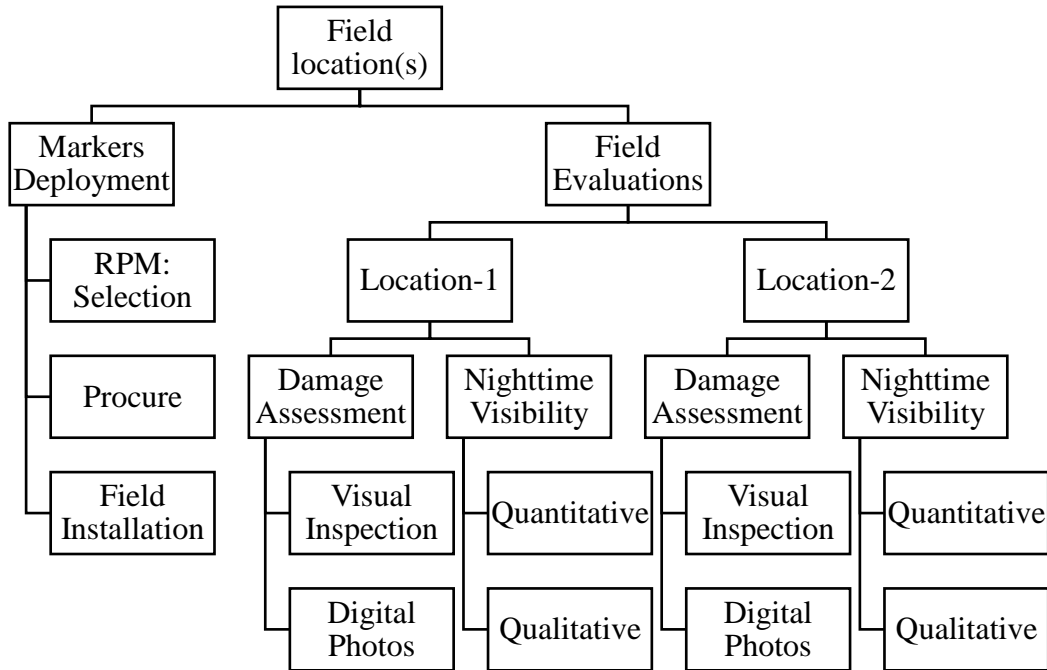 Field
location(s)
Markers
Deployment
Field
Evaluations
RPM:
Selection
Procure
Field
Installation
Location-1
Location-2
Damage
Assessment
Nighttime
Visibility
Damage
Assessment
Nighttime
Visibility
Visual
Inspection
Quantitative
Visual
Inspection
Quantitative
Digital
Photos
Qualitative
Digital
Photos
Qualitative